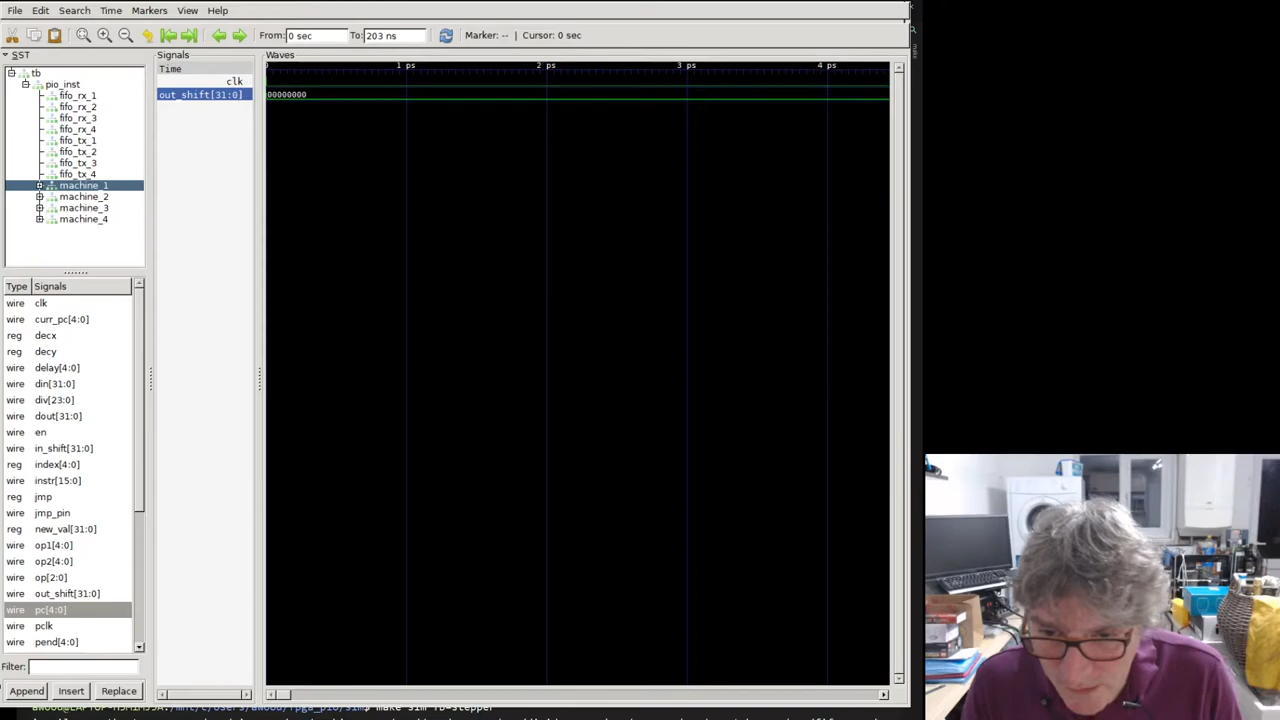 File Edit Search Time Markers View Help
From: 0 sec To: 203 ns Marker: -- | Cursor: 0 sec
SST
tb
pio_inst
fifo_rx_1
fifo_rx_2
fifo_rx_3
fifo_rx_4
fifo_tx_1
fifo_tx_2
fifo_tx_3
fifo_tx_4
machine_1
machine_2
machine_3
machine_4
Type Signals
wire clk
wire curr_pc[4:0]
reg decx
reg decy
wire delay[4:0]
wire din[31:0]
wire div[23:0]
wire dout[31:0]
wire en
wire in_shift[31:0]
reg index[4:0]
wire instr[15:0]
reg jmp
wire jmp_pin
reg new_val[31:0]
wire op1[4:0]
wire op2[4:0]
wire op[2:0]
wire out_shift[31:0]
wire pc[4:0]
wire pclk
wire pend[4:0]
Filter:
Append Insert Replace
Signals
Time
clk
out_shift[31:0]
Waves
0 1 ps 2 ps 3 ps 4 ps
00000000
make